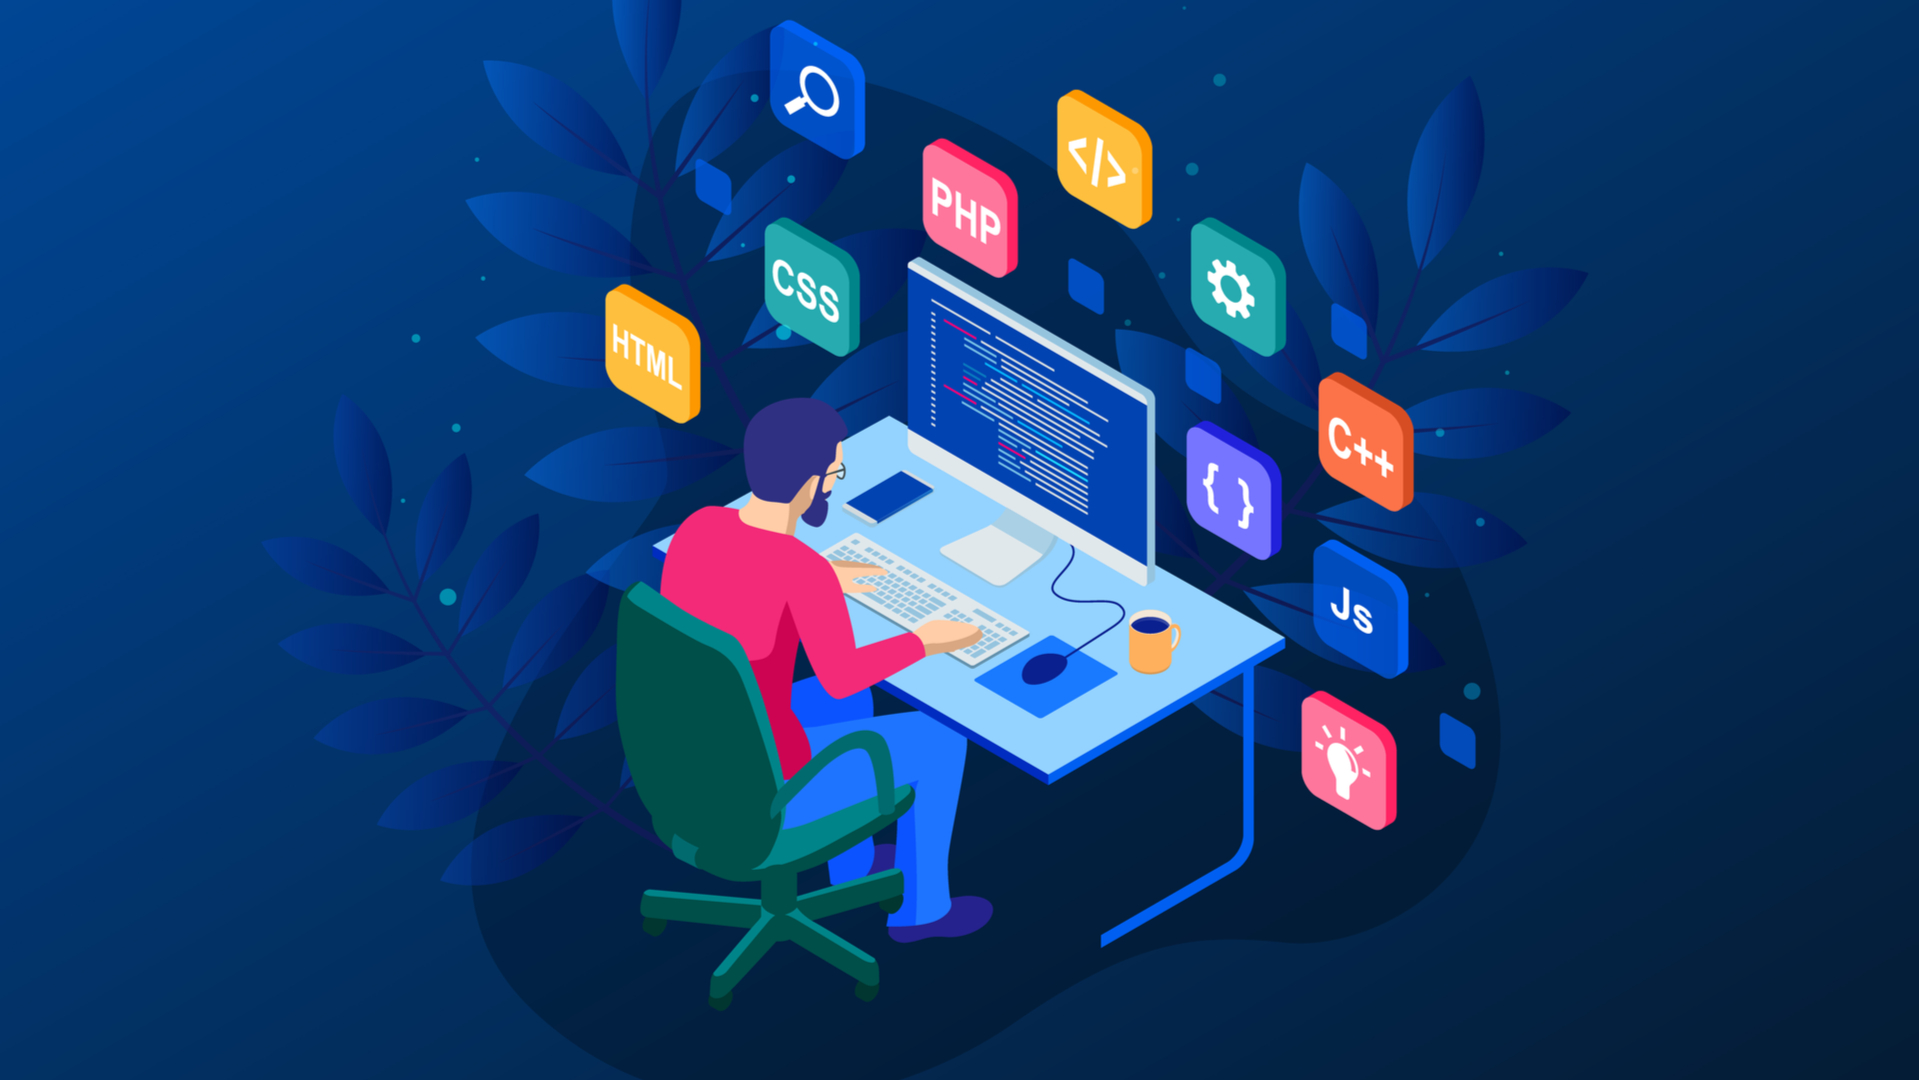 PHP
</>
CSS
HTML
C++
{ }
Js